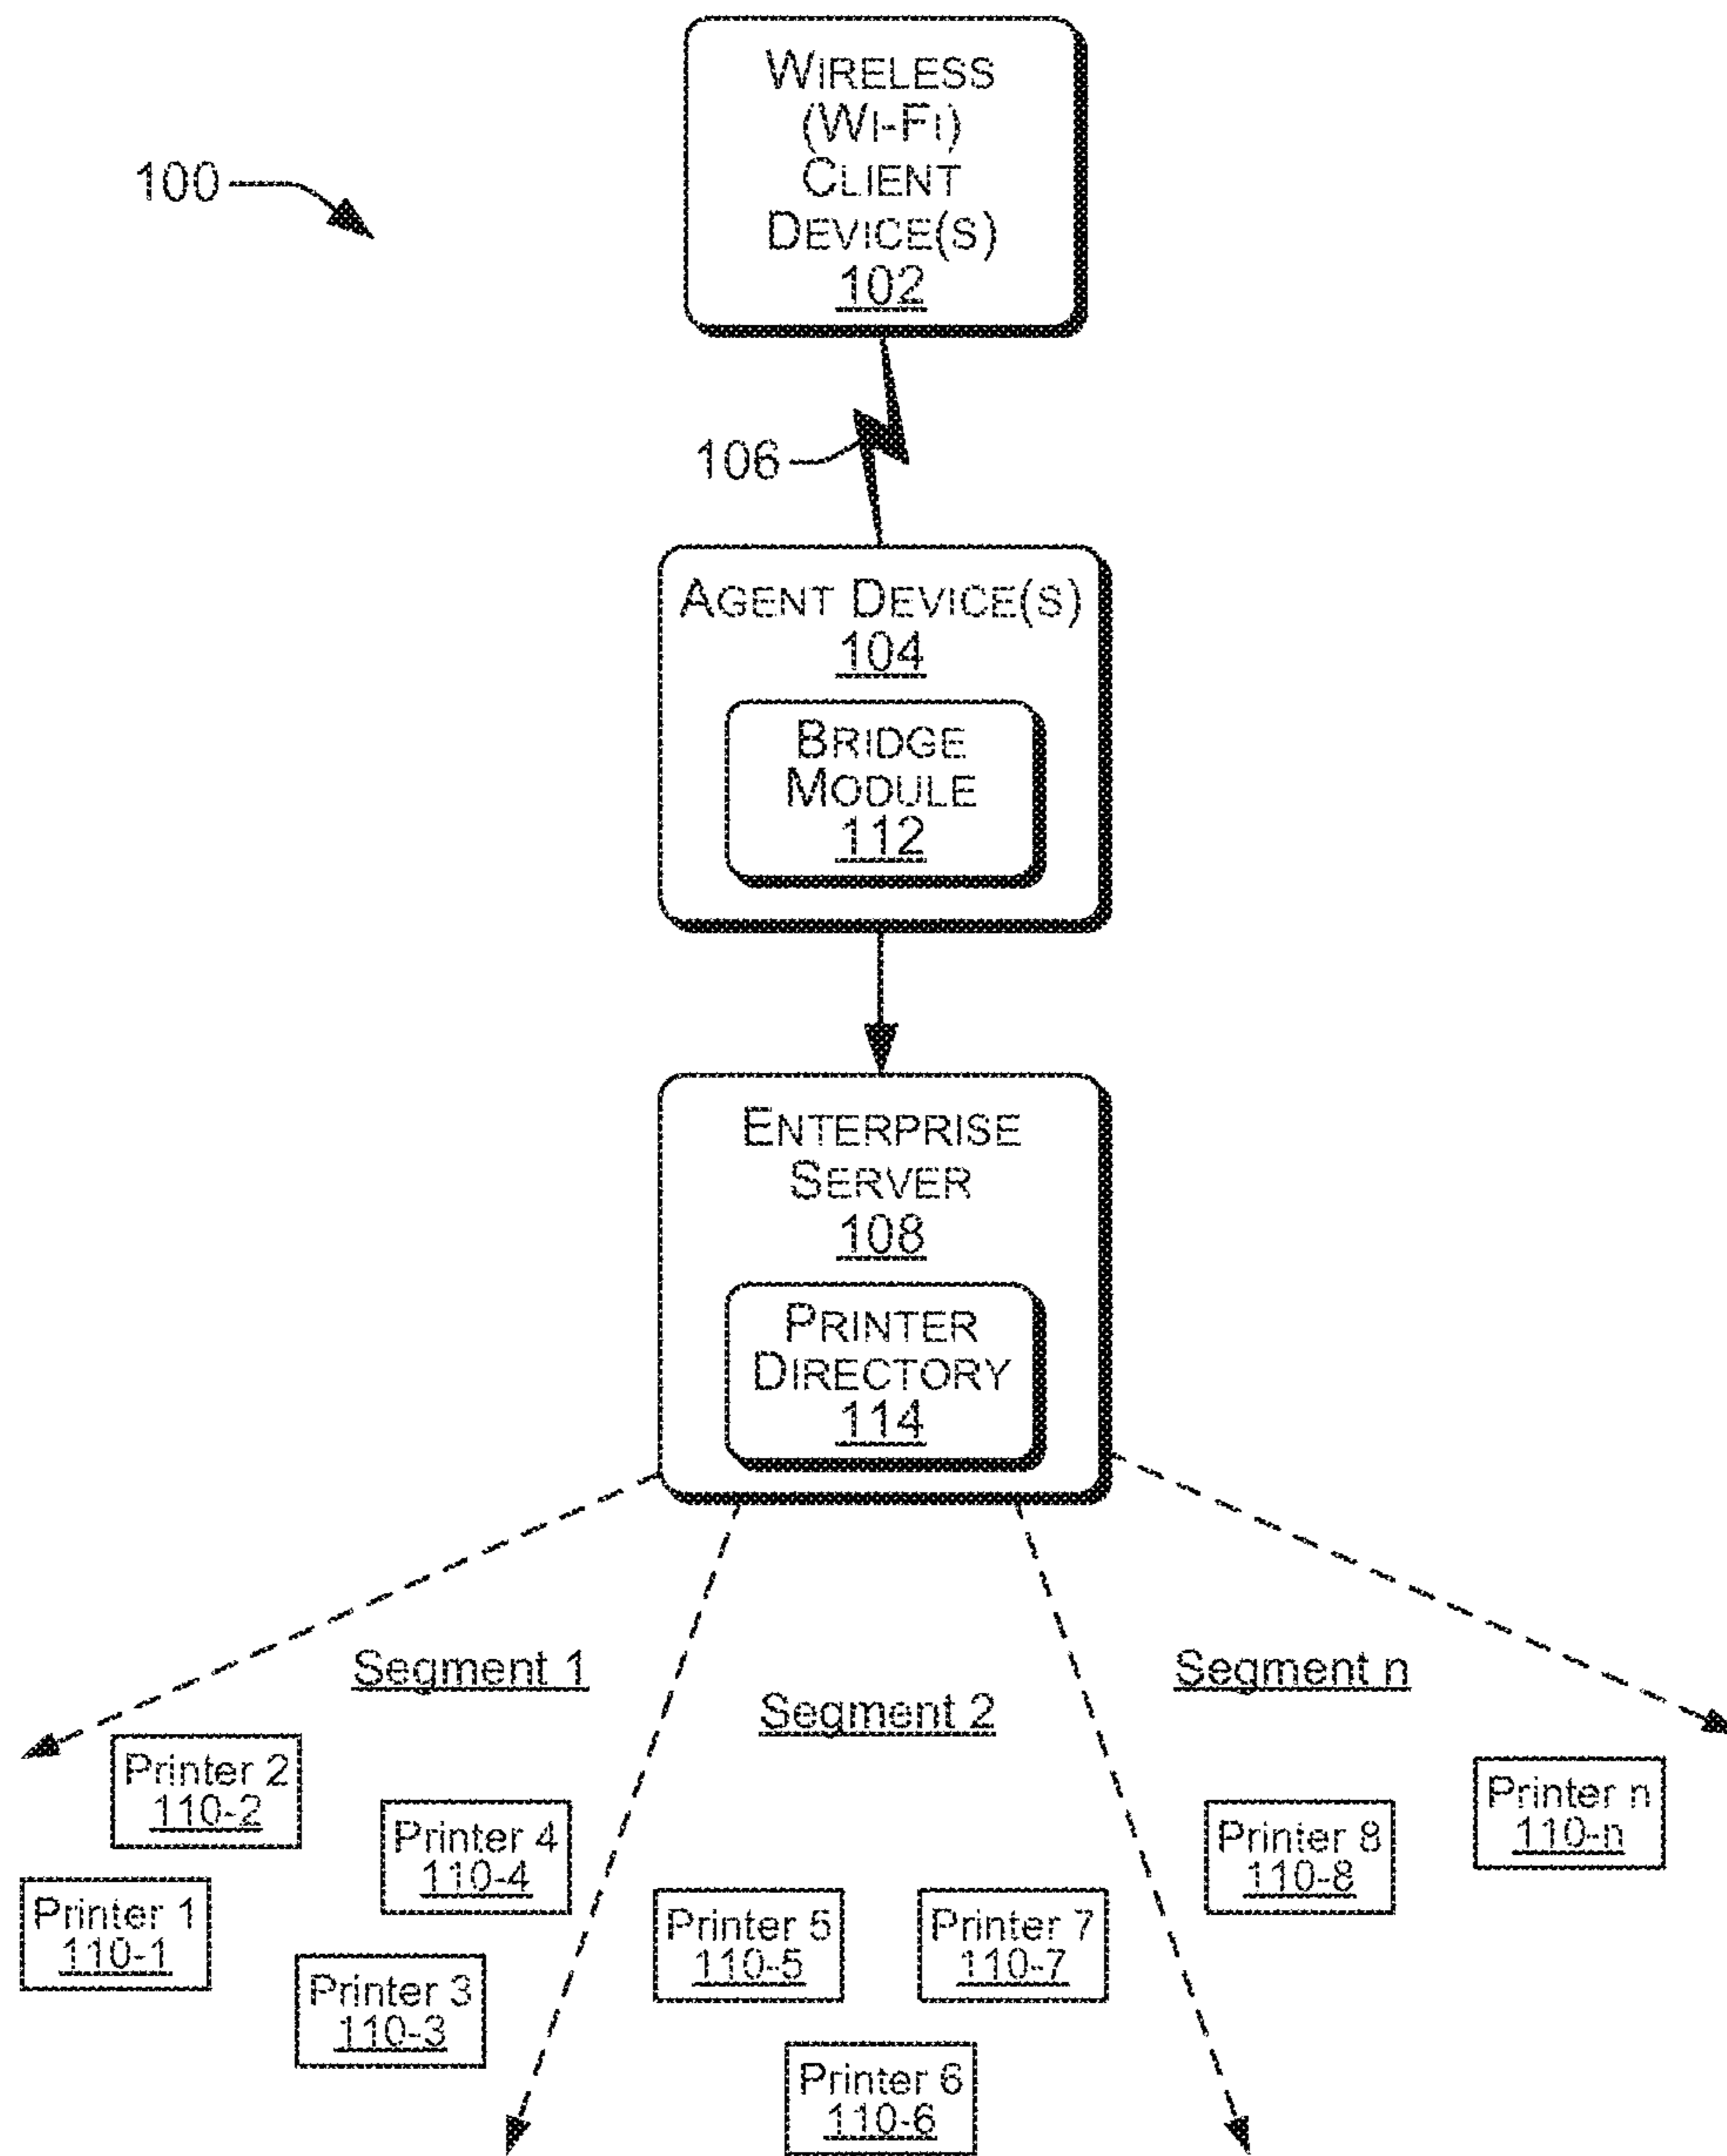 100
WIRELESS
(WI-FI)
CLIENT
DEVICE(S)
102
106
AGENT DEVICE(S)
104
BRIDGE
MODULE
112
ENTERPRISE
SERVER
108
PRINTER
DIRECTORY
114
Segment 1
Segment 2
Segment n
Printer 2
110-2
Printer 4
110-4
Printer 1
110-1
Printer 3
110-3
Printer 5
110-5
Printer 7
110-7
Printer 6
110-6
Printer 8
110-8
Printer n
110-n